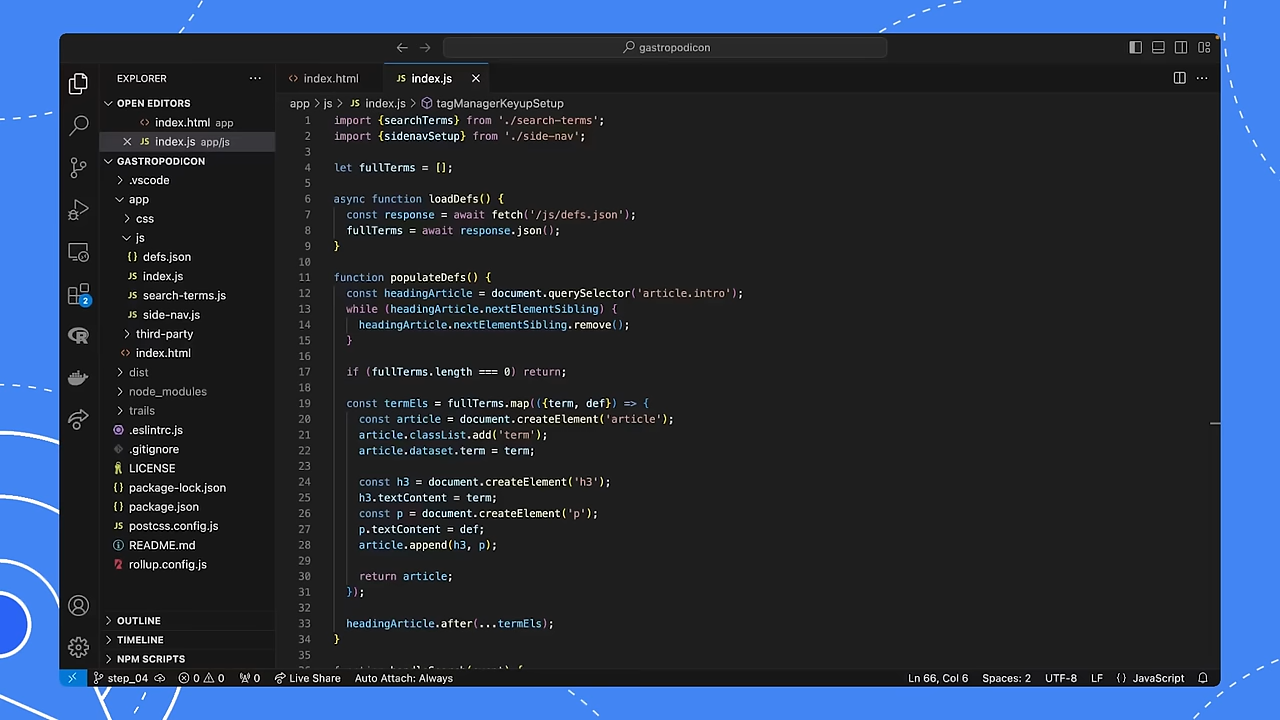 gastropodicon
EXPLORER
OPEN EDITORS
index.html app
index.js app/js
GASTROPODICON
.vscode
app
css
js
defs.json
index.js
search-terms.js
side-nav.js
third-party
index.html
dist
node_modules
trails
.eslintrc.js
.gitignore
LICENSE
package-lock.json
package.json
postcss.config.js
README.md
rollup.config.js
OUTLINE
TIMELINE
NPM SCRIPTS
2
index.html
JS index.js
app > js > JS index.js > tagManagerKeyupSetup
1 import {searchTerms} from './search-terms';
2 import {sidenavSetup} from './side-nav';
3
4 let fullTerms = [];
5
6 async function loadDefs() {
7 const response = await fetch('/js/defs.json');
8 fullTerms = await response.json();
9 }
10
11 function populateDefs() {
12 const headingArticle = document.querySelector('article.intro');
13 while (headingArticle.nextElementSibling) {
14 headingArticle.nextElementSibling.remove();
15 }
16
17 if (fullTerms.length === 0) return;
18
19 const termEls = fullTerms.map(({term, def}) => {
20 const article = document.createElement('article');
21 article.classList.add('term');
22 article.dataset.term = term;
23
24 const h3 = document.createElement('h3');
25 h3.textContent = term;
26 const p = document.createElement('p');
27 p.textContent = def;
28 article.append(h3, p);
29
30 return article;
31 });
32
33 headingArticle.after(...termEls);
34 }
35
step_04
0
0
0
Live Share
Auto Attach: Always
Ln 66, Col 6
Spaces: 2
UTF-8
LF
{} JavaScript